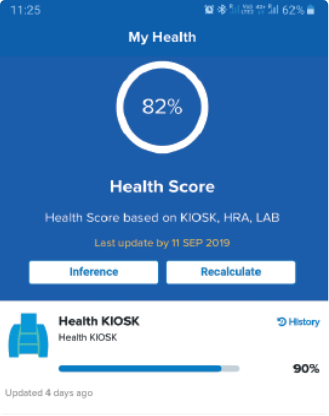 11:25
62%
My Health
82%
Health Score
Health Score based on KIOSK, HRA, LAB
Last update by 11 SEP 2019
Inference Recalculate
Health KIOSK History
Health KIOSK
90%
Updated 4 days ago